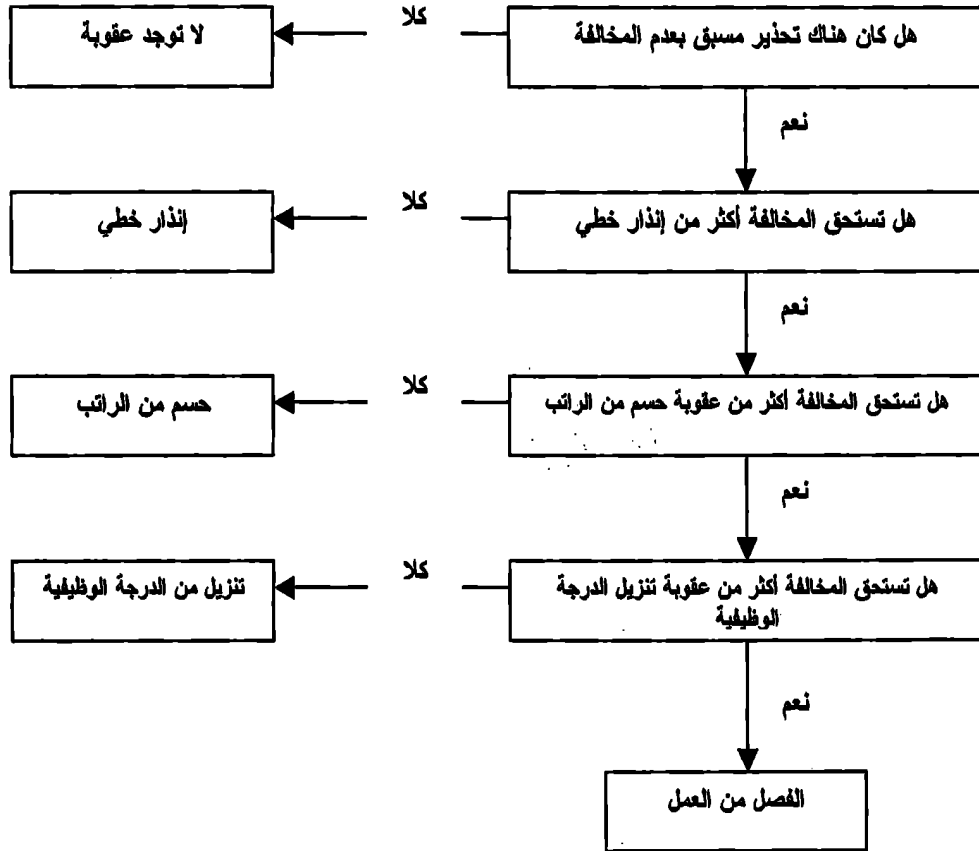 هل كان هناك تحذير مسبق بعدم المخالفة
كلا
لا توجد عقوبة
نعم
هل تستحق المخالفة أكثر من إنذار خطي
كلا
إنذار خطي
نعم
هل تستحق المخالفة أكثر من عقوبة حسم من الراتب
كلا
حسم من الراتب
نعم
هل تستحق المخالفة أكثر من عقوبة تنزيل الدرجة
الوظيفية
كلا
تنزيل من الدرجة الوظيفية
نعم
الفصل من العمل